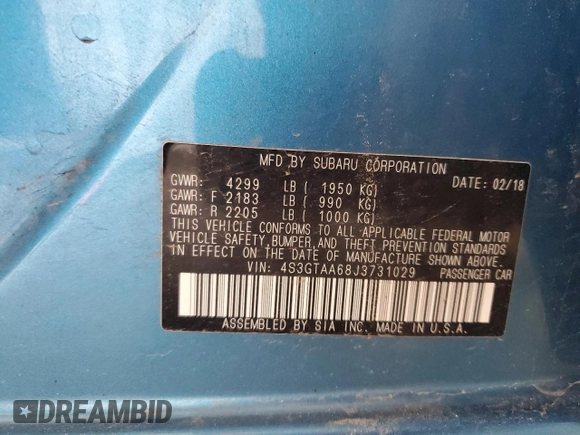 MFD BY SUBARU CORPORATION
GVWR: 4299 LB ( 1950 KG) DATE: 02/18
GAWR: F 2183 LB ( 990 KG)
GAWR: R 2205 LB ( 1000 KG)
THIS VEHICLE CONFORMS TO ALL APPLICABLE FEDERAL MOTOR
VEHICLE SAFETY, BUMPER, AND THEFT PREVENTION STANDARDS
IN EFFECT ON THE DATE OF MANUFACTURE SHOWN ABOVE.
VIN: 4S3GTAA68J3731029 PASSENGER CAR
ASSEMBLED BY SIA INC. MADE IN U.S.A.
DREAMBID